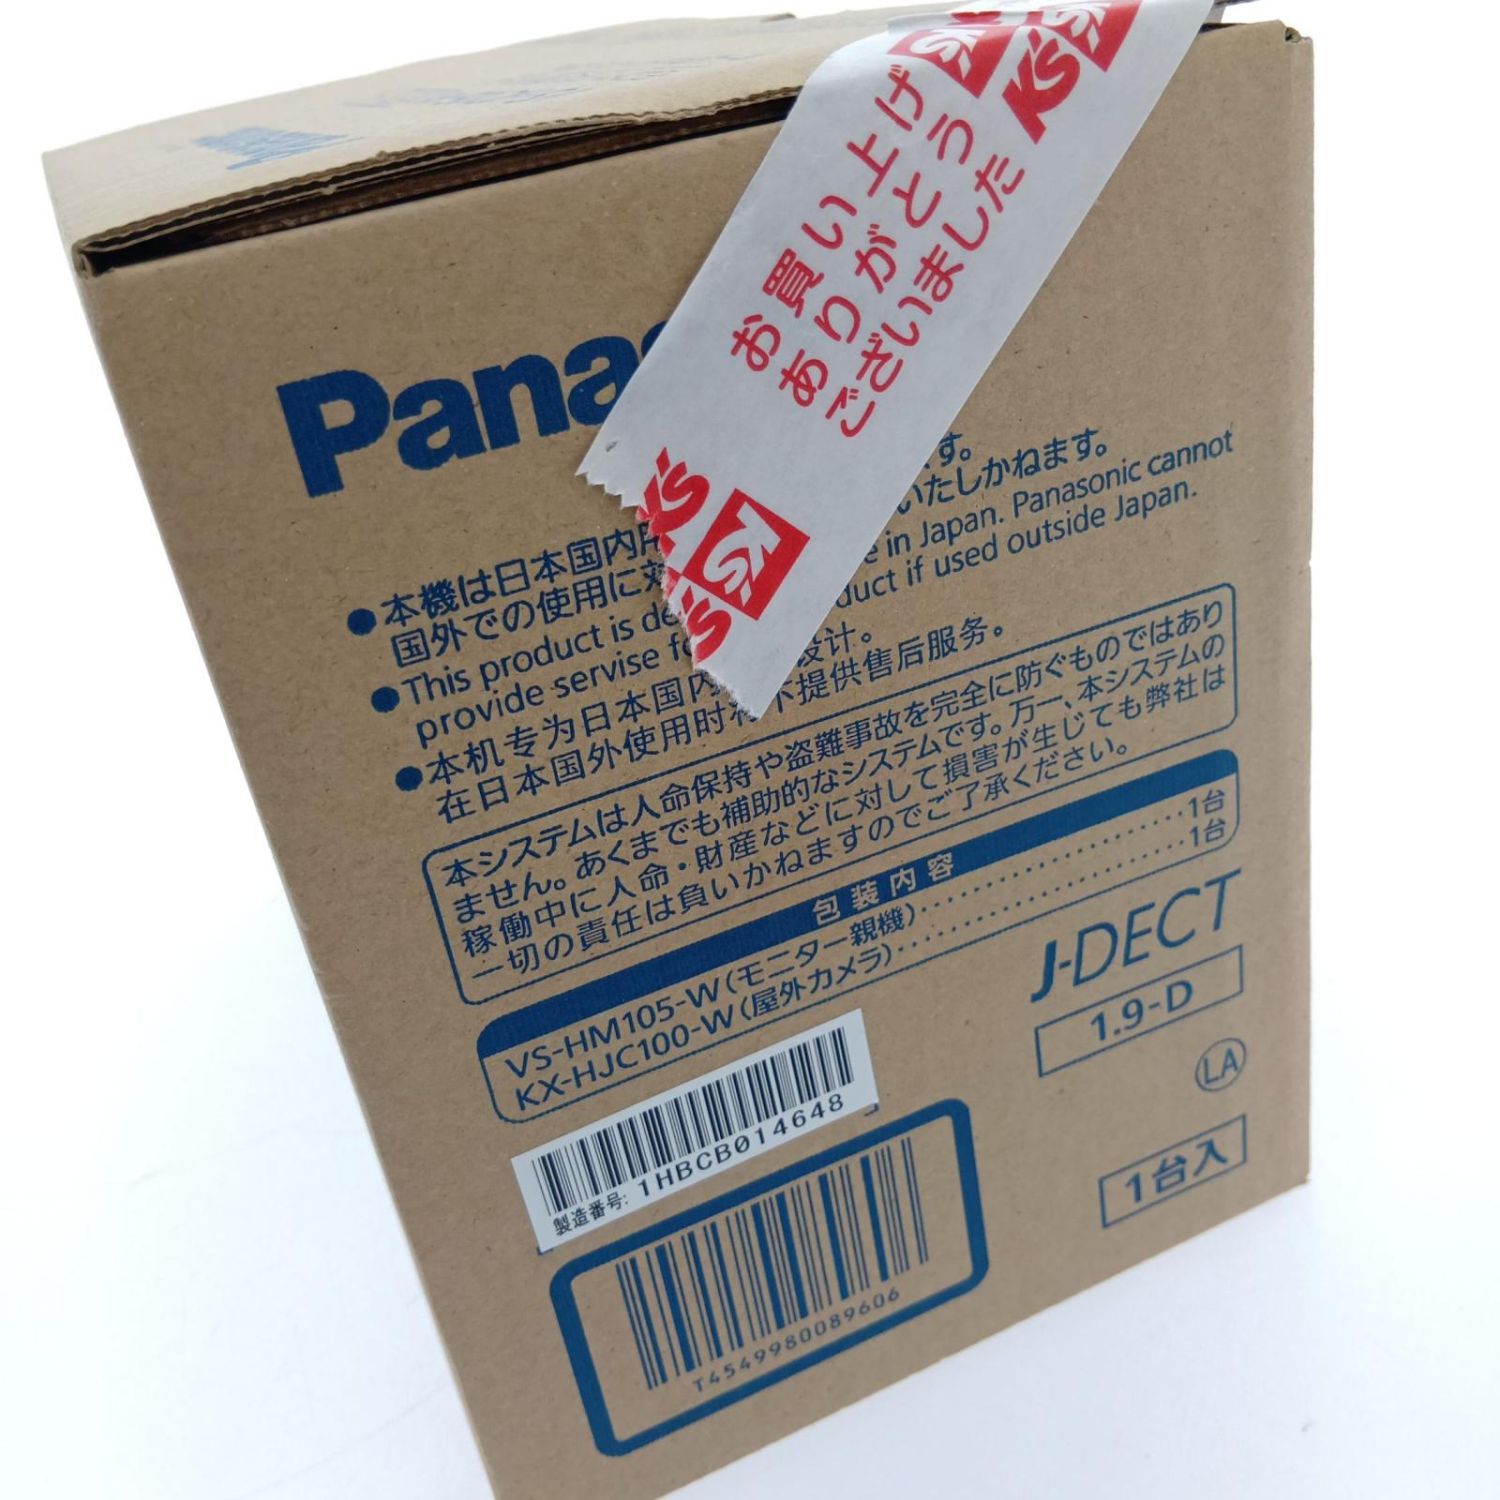 お買い上げ
ありがとう
ございました
K's
K's
Pana
本機は日本国内
す。
国外での使用に対
いたしかねます。
This product is de
e in Japan. Panasonic cannot
provide servise f
duct if used outside Japan.
本机专为日本国内
设计。
在日本国外使用时
不提供售后服务。
本システムは人命保持や盗難事故を完全に防ぐものではあり
ません。あくまでも補助的なシステムです。万一、本システムの
稼働中に人命・財産などに対して損害が生じても弊社は
一切の責任は負いかねますのでご了承ください。
包装内容
VS-HM105-W(モニター親機)‥‥‥‥‥‥‥‥‥‥‥1台
KX-HJC100-W(屋外カメラ)‥‥‥‥‥‥‥‥‥‥‥‥1台
J-DECT
1.9-D
LA
製造番号: 1HBCB014648
1台入
T4549980089606